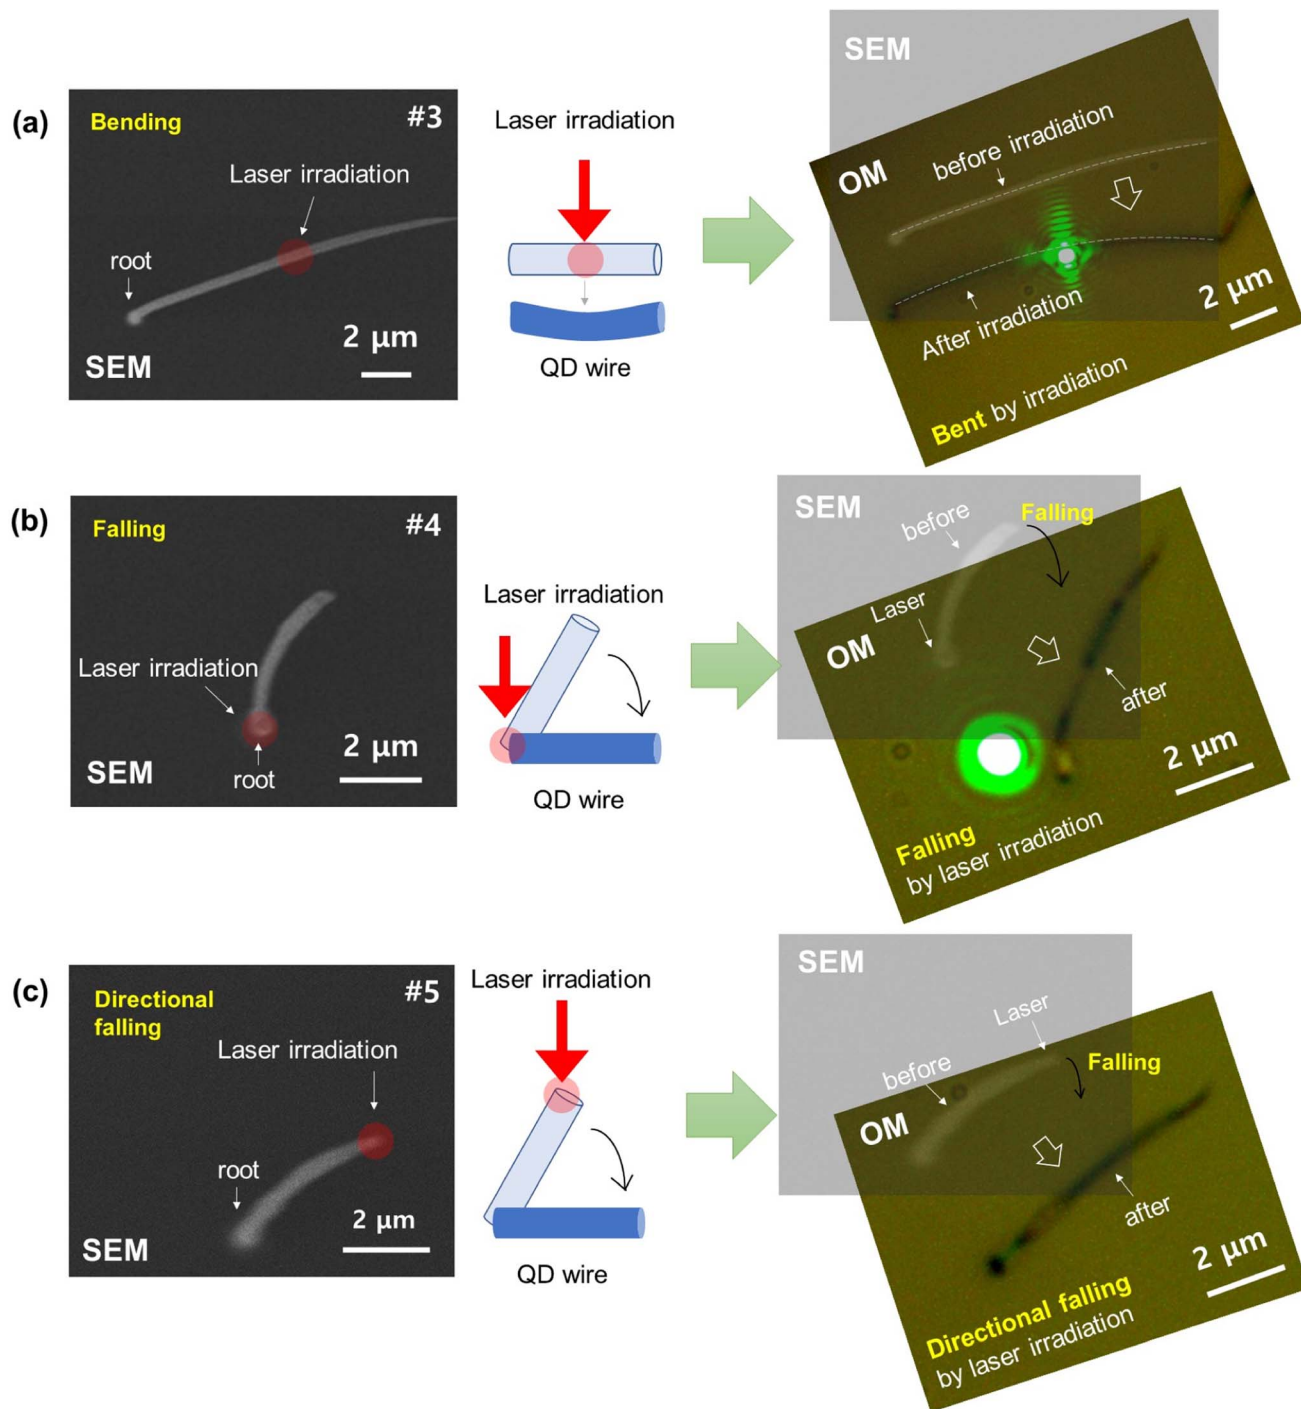 (a)
Bending
#3
Laser irradiation
root
2 μm
SEM
Laser irradiation
QD wire
SEM
OM
before irradiation
After irradiation
2 μm
Bent by irradiation
(b)
Falling
#4
Laser irradiation
root
2 μm
SEM
Laser irradiation
QD wire
SEM
before
Falling
Laser
OM
after
2 μm
Falling
by laser irradiation
(c)
Directional
falling
#5
Laser irradiation
root
2 μm
SEM
Laser irradiation
QD wire
SEM
Laser
before
Falling
OM
after
2 μm
Directional falling
by laser irradiation